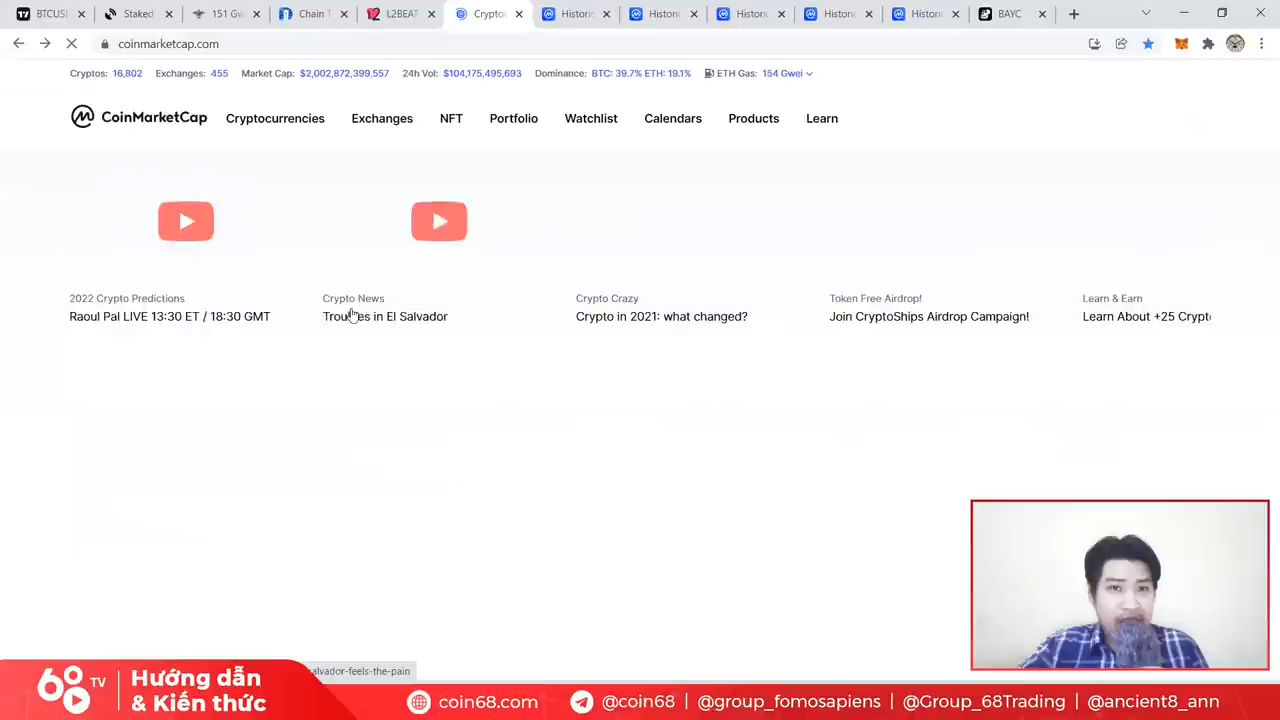 BTCUSI
Staked
151 Gw
Chain T
L2BEAT
Crypto
Histori
Histori
Histori
Histori
Histori
BAYC
coinmarketcap.com
Cryptos: 16,802 Exchanges: 455 Market Cap: $2,002,872,399,557 24h Vol: $104,175,495,693 Dominance: BTC: 39.7% ETH: 19.1% ETH Gas: 154 Gwei
CoinMarketCap Cryptocurrencies Exchanges NFT Portfolio Watchlist Calendars Products Learn
2022 Crypto Predictions
Raoul Pal LIVE 13:30 ET / 18:30 GMT
Crypto News
Troubles in El Salvador
Crypto Crazy
Crypto in 2021: what changed?
Token Free Airdrop!
Join CryptoShips Airdrop Campaign!
Learn & Earn
Learn About +25 Crypto
salvador-feels-the-pain
68 TV
Hướng dẫn
& Kiến thức
coin68.com
@coin68 | @group_fomosapiens | @Group_68Trading | @ancient8_ann